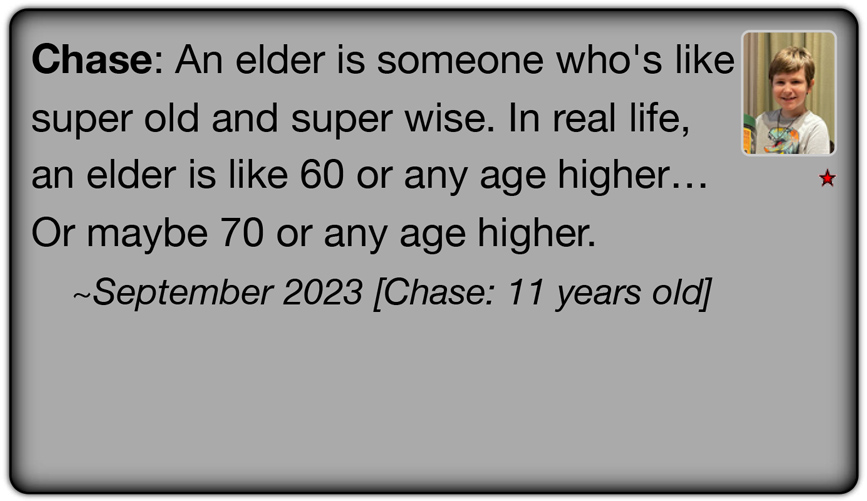 Chase: An elder is someone who's like
super old and super wise. In real life,
an elder is like 60 or any age higher…
Or maybe 70 or any age higher.
~September 2023 [Chase: 11 years old]